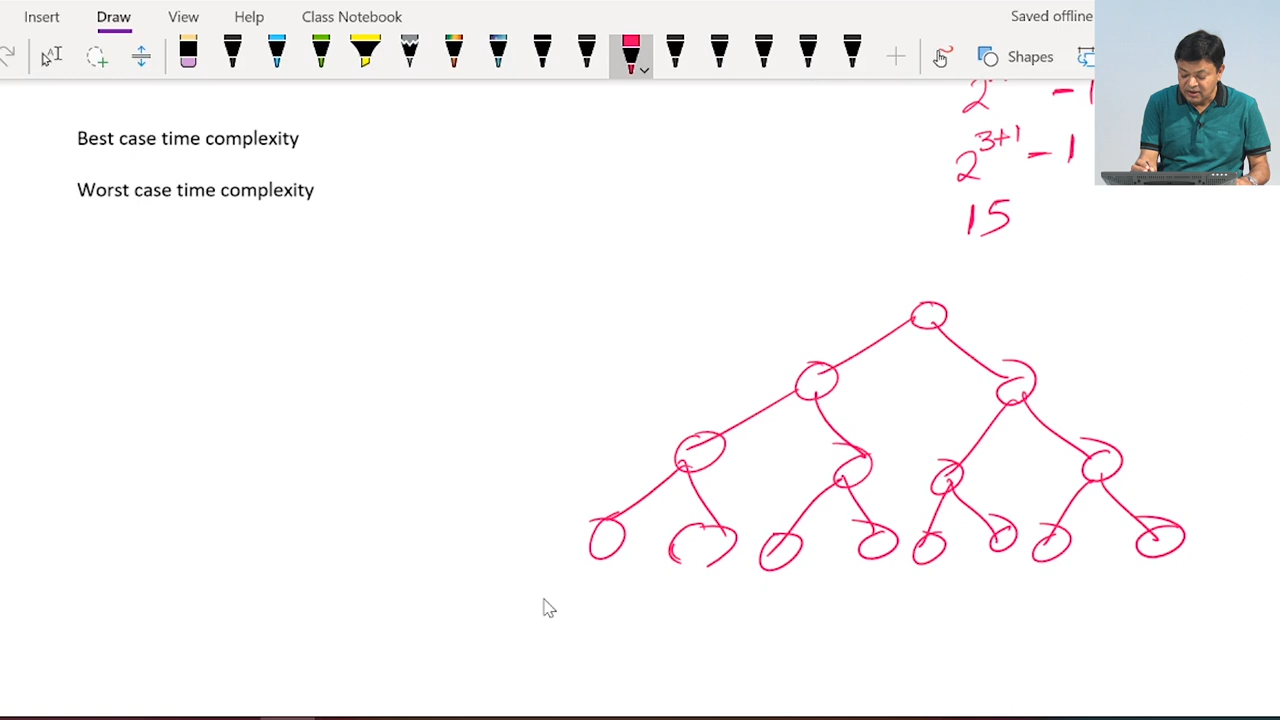 Insert Draw View Help Class Notebook Saved offline
Shapes
Best case time complexity
Worst case time complexity
- 1
2^{3+1} - 1
15